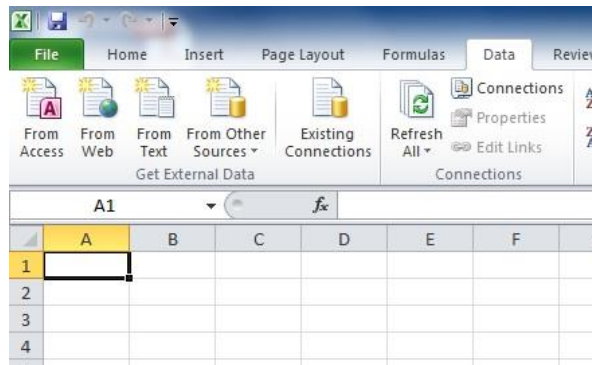 File Home Insert Page Layout Formulas Data
From Access
From Web
From Text
From Other Sources
Existing Connections
Refresh All
Connections
Properties
Edit Links
Get External Data
Connections
A1
fx
A B C D E F
1
2
3
4